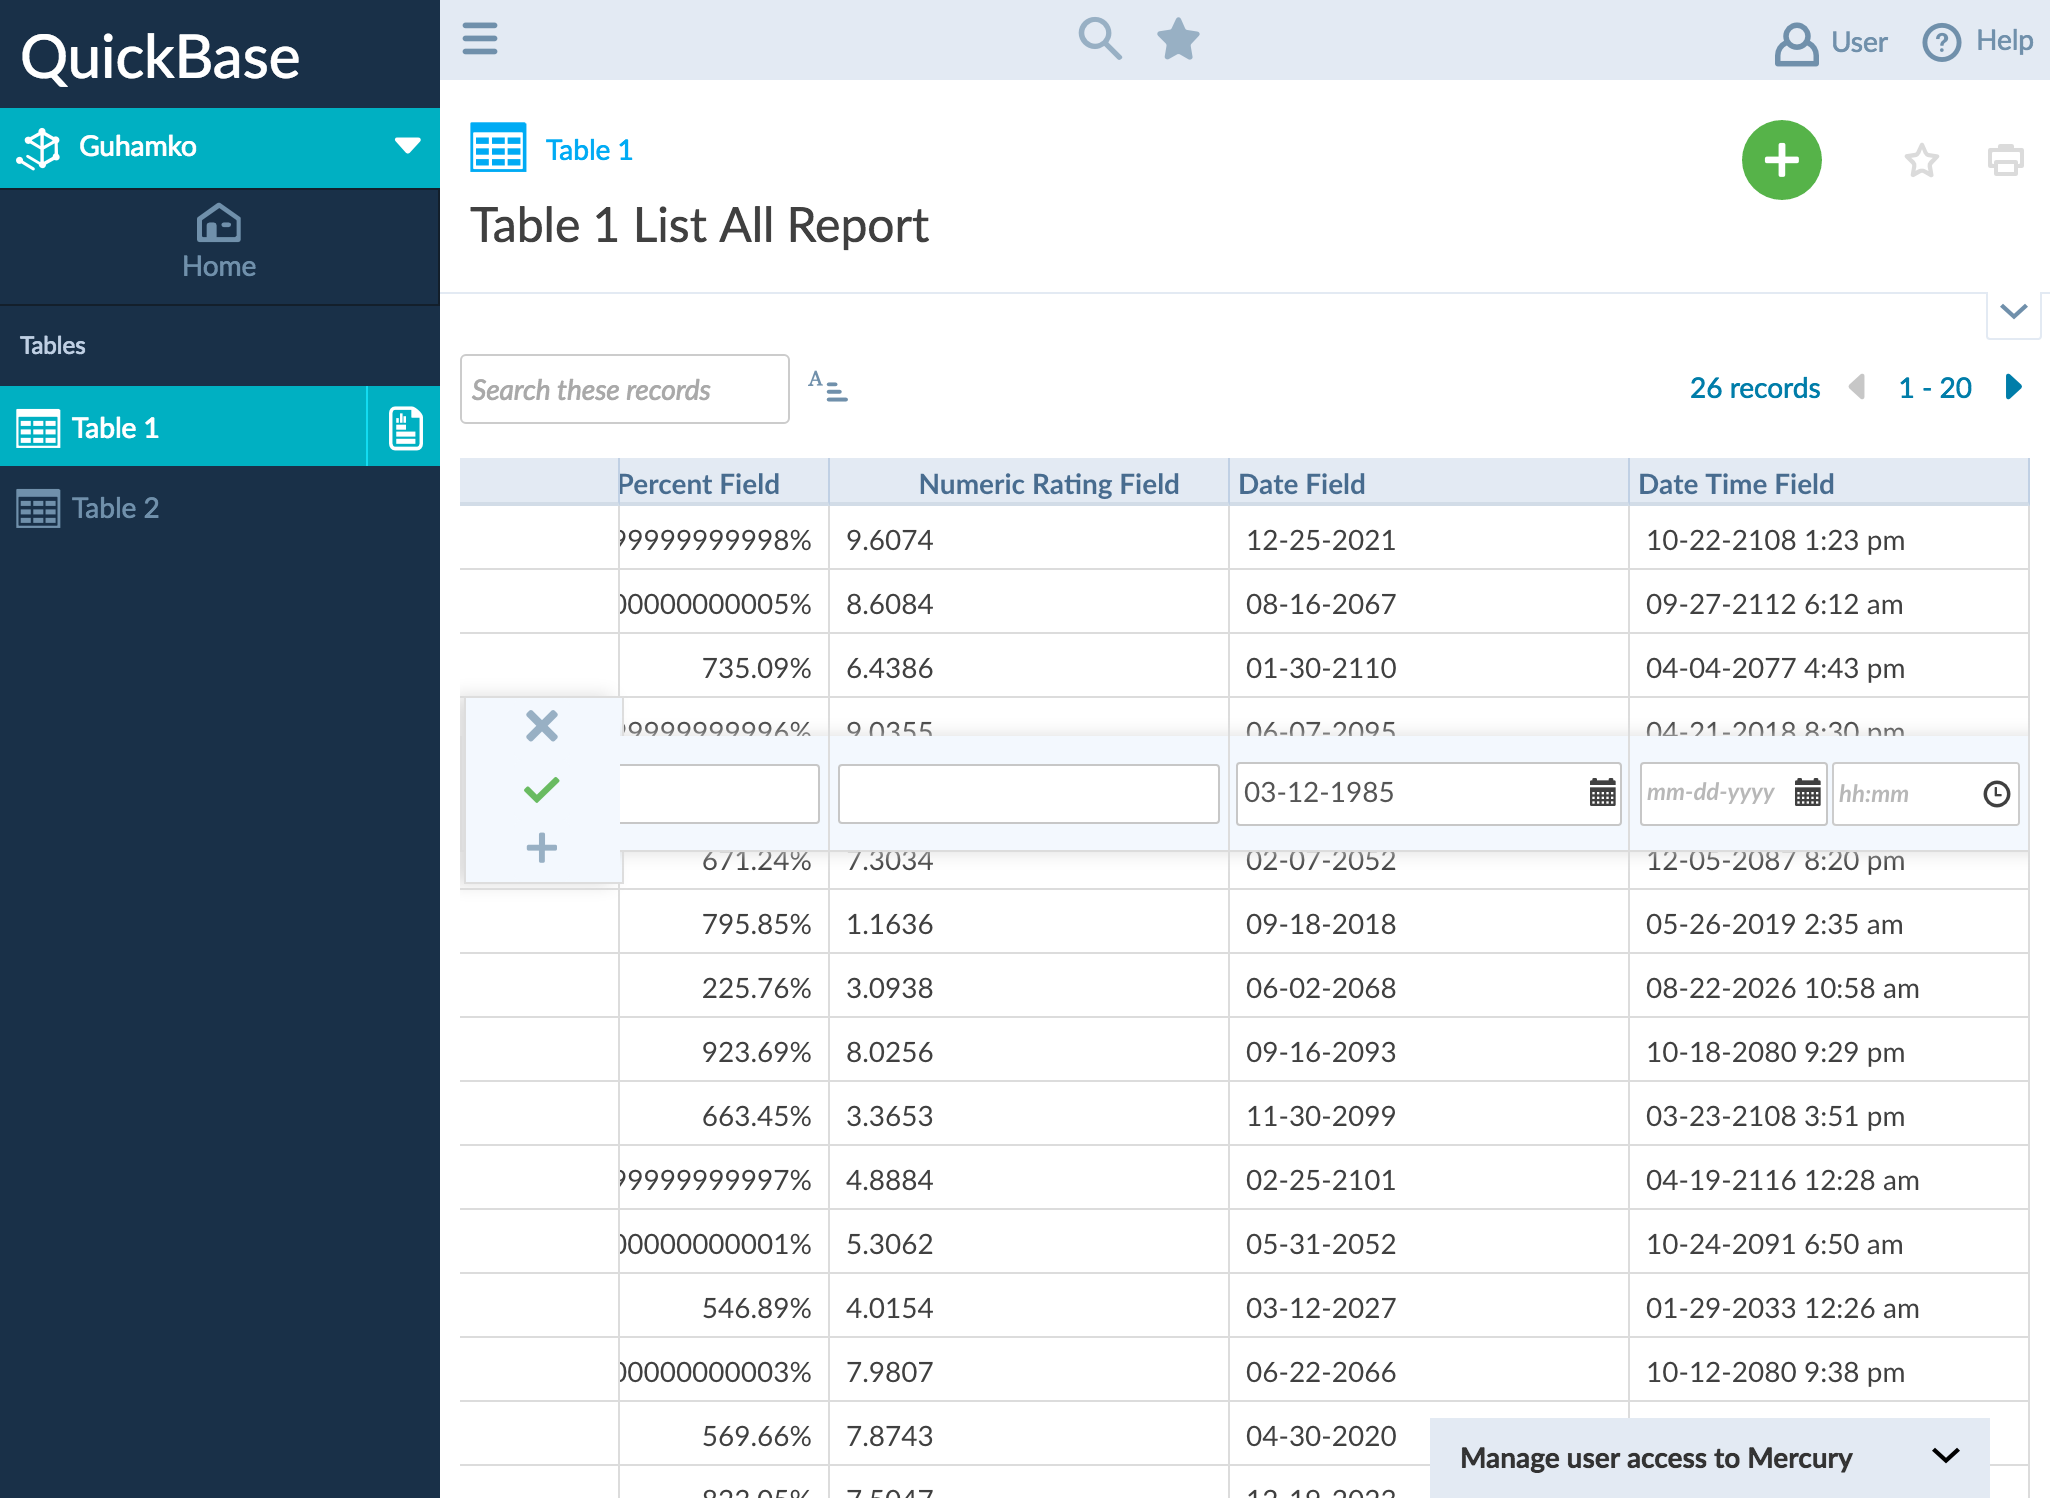 QuickBase
User
Help
Guhamko
Home
Tables
Table 1
Table 2
Table 1
Table 1 List All Report
Search these records
26 records 1 - 20
Percent Field Numeric Rating Field Date Field Date Time Field
99999999998% 9.6074 12-25-2021 10-22-2108 1:23 pm
00000000005% 8.6084 08-16-2067 09-27-2112 6:12 am
735.09% 6.4386 01-30-2110 04-04-2077 4:43 pm
99999999996% 9.0355 06-07-2095 04-21-2018 8:30 pm
03-12-1985 mm-dd-yyyy hh:mm
671.24% 7.3034 02-07-2052 12-05-2087 8:20 pm
795.85% 1.1636 09-18-2018 05-26-2019 2:35 am
225.76% 3.0938 06-02-2068 08-22-2026 10:58 am
923.69% 8.0256 09-16-2093 10-18-2080 9:29 pm
663.45% 3.3653 11-30-2099 03-23-2108 3:51 pm
99999999997% 4.8884 02-25-2101 04-19-2116 12:28 am
00000000001% 5.3062 05-31-2052 10-24-2091 6:50 am
546.89% 4.0154 03-12-2027 01-29-2033 12:26 am
00000000003% 7.9807 06-22-2066 10-12-2080 9:38 pm
569.66% 7.8743 04-30-2020
Manage user access to Mercury